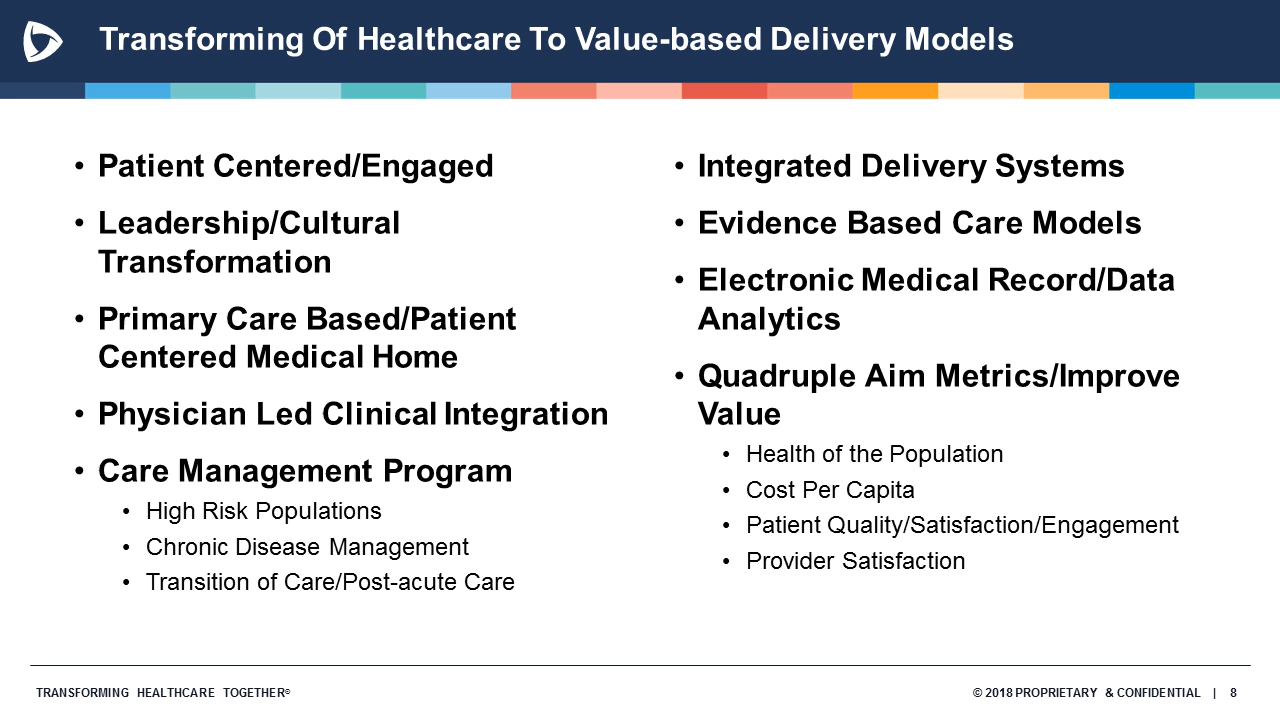 Transforming Of Healthcare To Value-based Delivery Models
• Patient Centered/Engaged
• Leadership/Cultural
Transformation
• Primary Care Based/Patient
Centered Medical Home
• Physician Led Clinical Integration
• Care Management Program
• High Risk Populations
• Chronic Disease Management
• Transition of Care/Post-acute Care
• Integrated Delivery Systems
• Evidence Based Care Models
• Electronic Medical Record/Data
Analytics
• Quadruple Aim Metrics/Improve
Value
• Health of the Population
• Cost Per Capita
• Patient Quality/Satisfaction/Engagement
• Provider Satisfaction
TRANSFORMING HEALTHCARE TOGETHER®
© 2018 PROPRIETARY & CONFIDENTIAL | 8